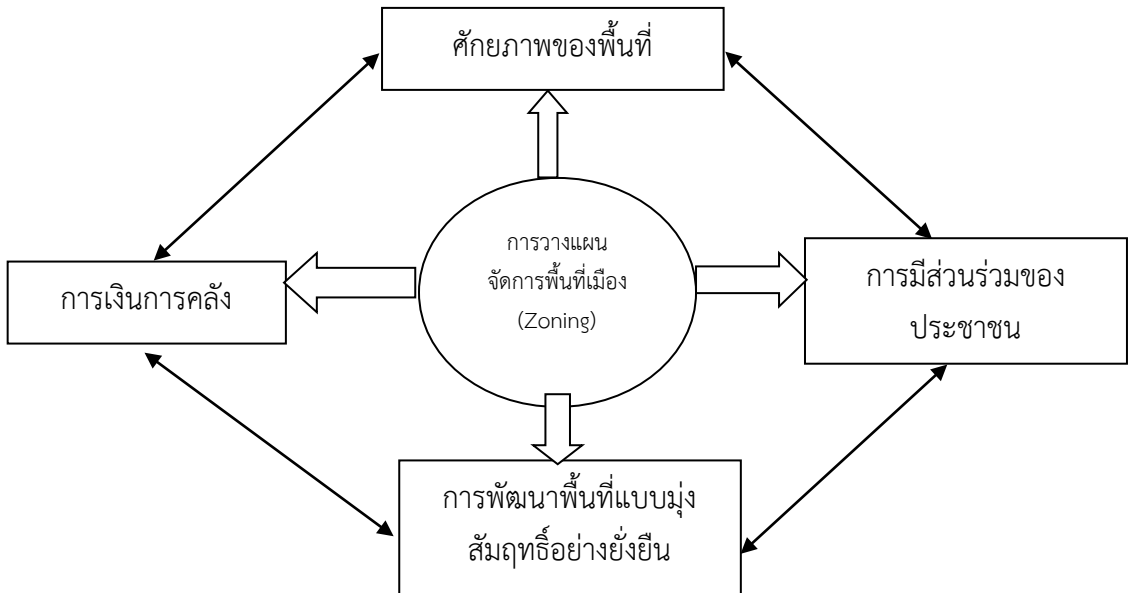 ศักยภาพของพื้นที่
การวางแผน
จัดการพื้นที่เมือง
(Zoning)
การเงินการคลัง
การมีส่วนร่วมของ
ประชาชน
การพัฒนาพื้นที่แบบมุ่ง
สัมฤทธิ์อย่างยั่งยืน